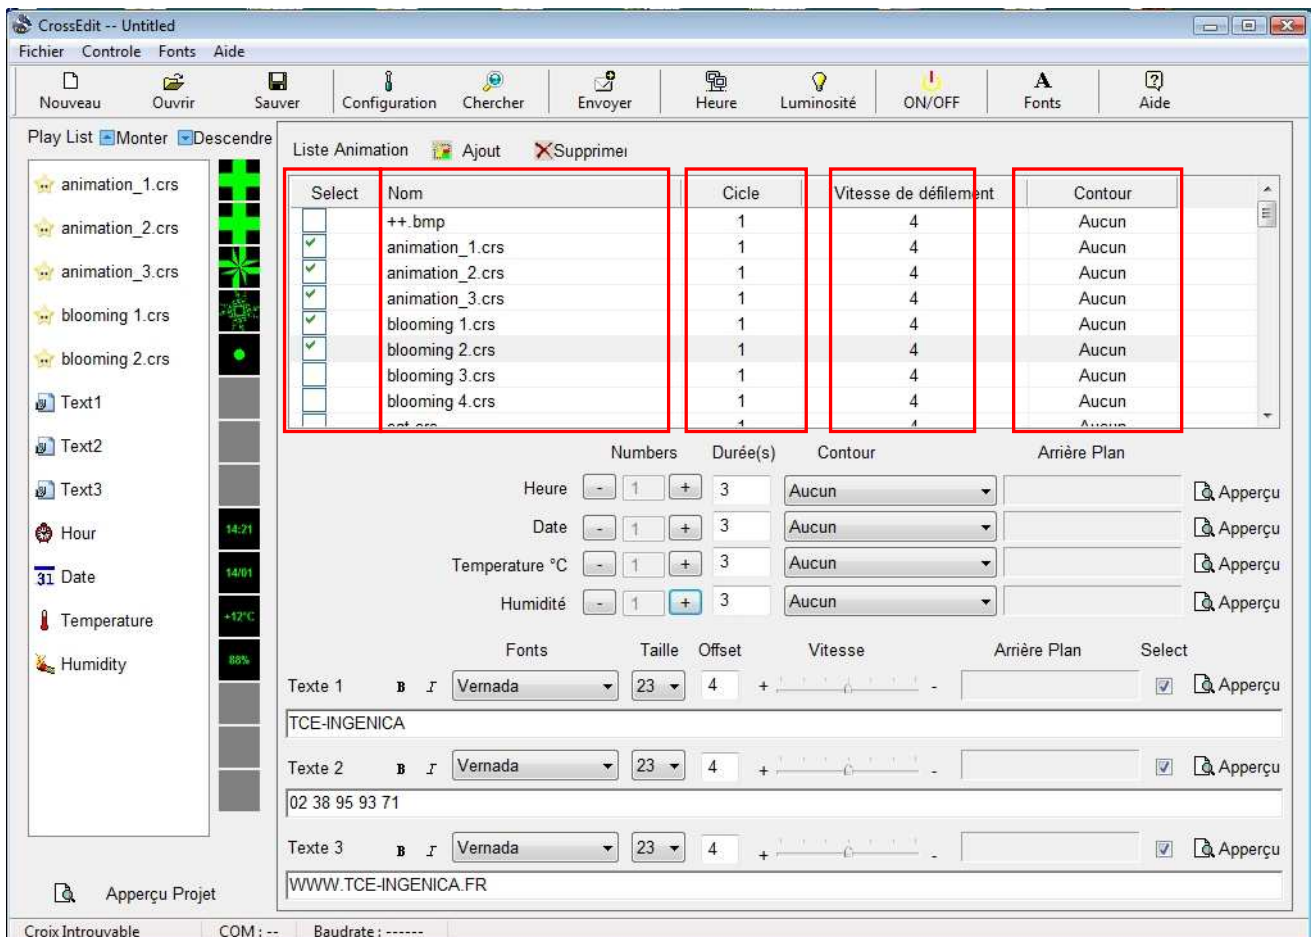 CrossEdit -- Untitled
Fichier Controle Fonts Aide
Nouveau Ouvrir Sauver Configuration Chercher Envoyer Heure Luminosité ON/OFF Fonts Aide
Play List Monter Descendre
animation_1.crs
animation_2.crs
animation_3.crs
blooming 1.crs
blooming 2.crs
Text1
Text2
Text3
Hour 14:21
31 Date 14/01
Temperature +12°C
Humidity 88%
Apperçu Projet
Liste Animation Ajout Supprimer
Select Nom Cicle Vitesse de défilement Contour
++.bmp 1 4 Aucun
animation_1.crs 1 4 Aucun
animation_2.crs 1 4 Aucun
animation_3.crs 1 4 Aucun
blooming 1.crs 1 4 Aucun
blooming 2.crs 1 4 Aucun
blooming 3.crs 1 4 Aucun
blooming 4.crs 1 4 Aucun
1 4 Aucun
Numbers Durée(s) Contour Arrière Plan
Heure - 1 + 3 Aucun Apperçu
Date - 1 + 3 Aucun Apperçu
Temperature °C - 1 + 3 Aucun Apperçu
Humidité - 1 + 3 Aucun Apperçu
Fonts Taille Offset Vitesse Arrière Plan Select
Texte 1 B I Vernada 23 4 + - Apperçu
TCE-INGENICA
Texte 2 B I Vernada 23 4 + - Apperçu
02 38 95 93 71
Texte 3 B I Vernada 23 4 + - Apperçu
WWW.TCE-INGENICA.FR
Croix Introuvable COM : -- Baudrate : ------